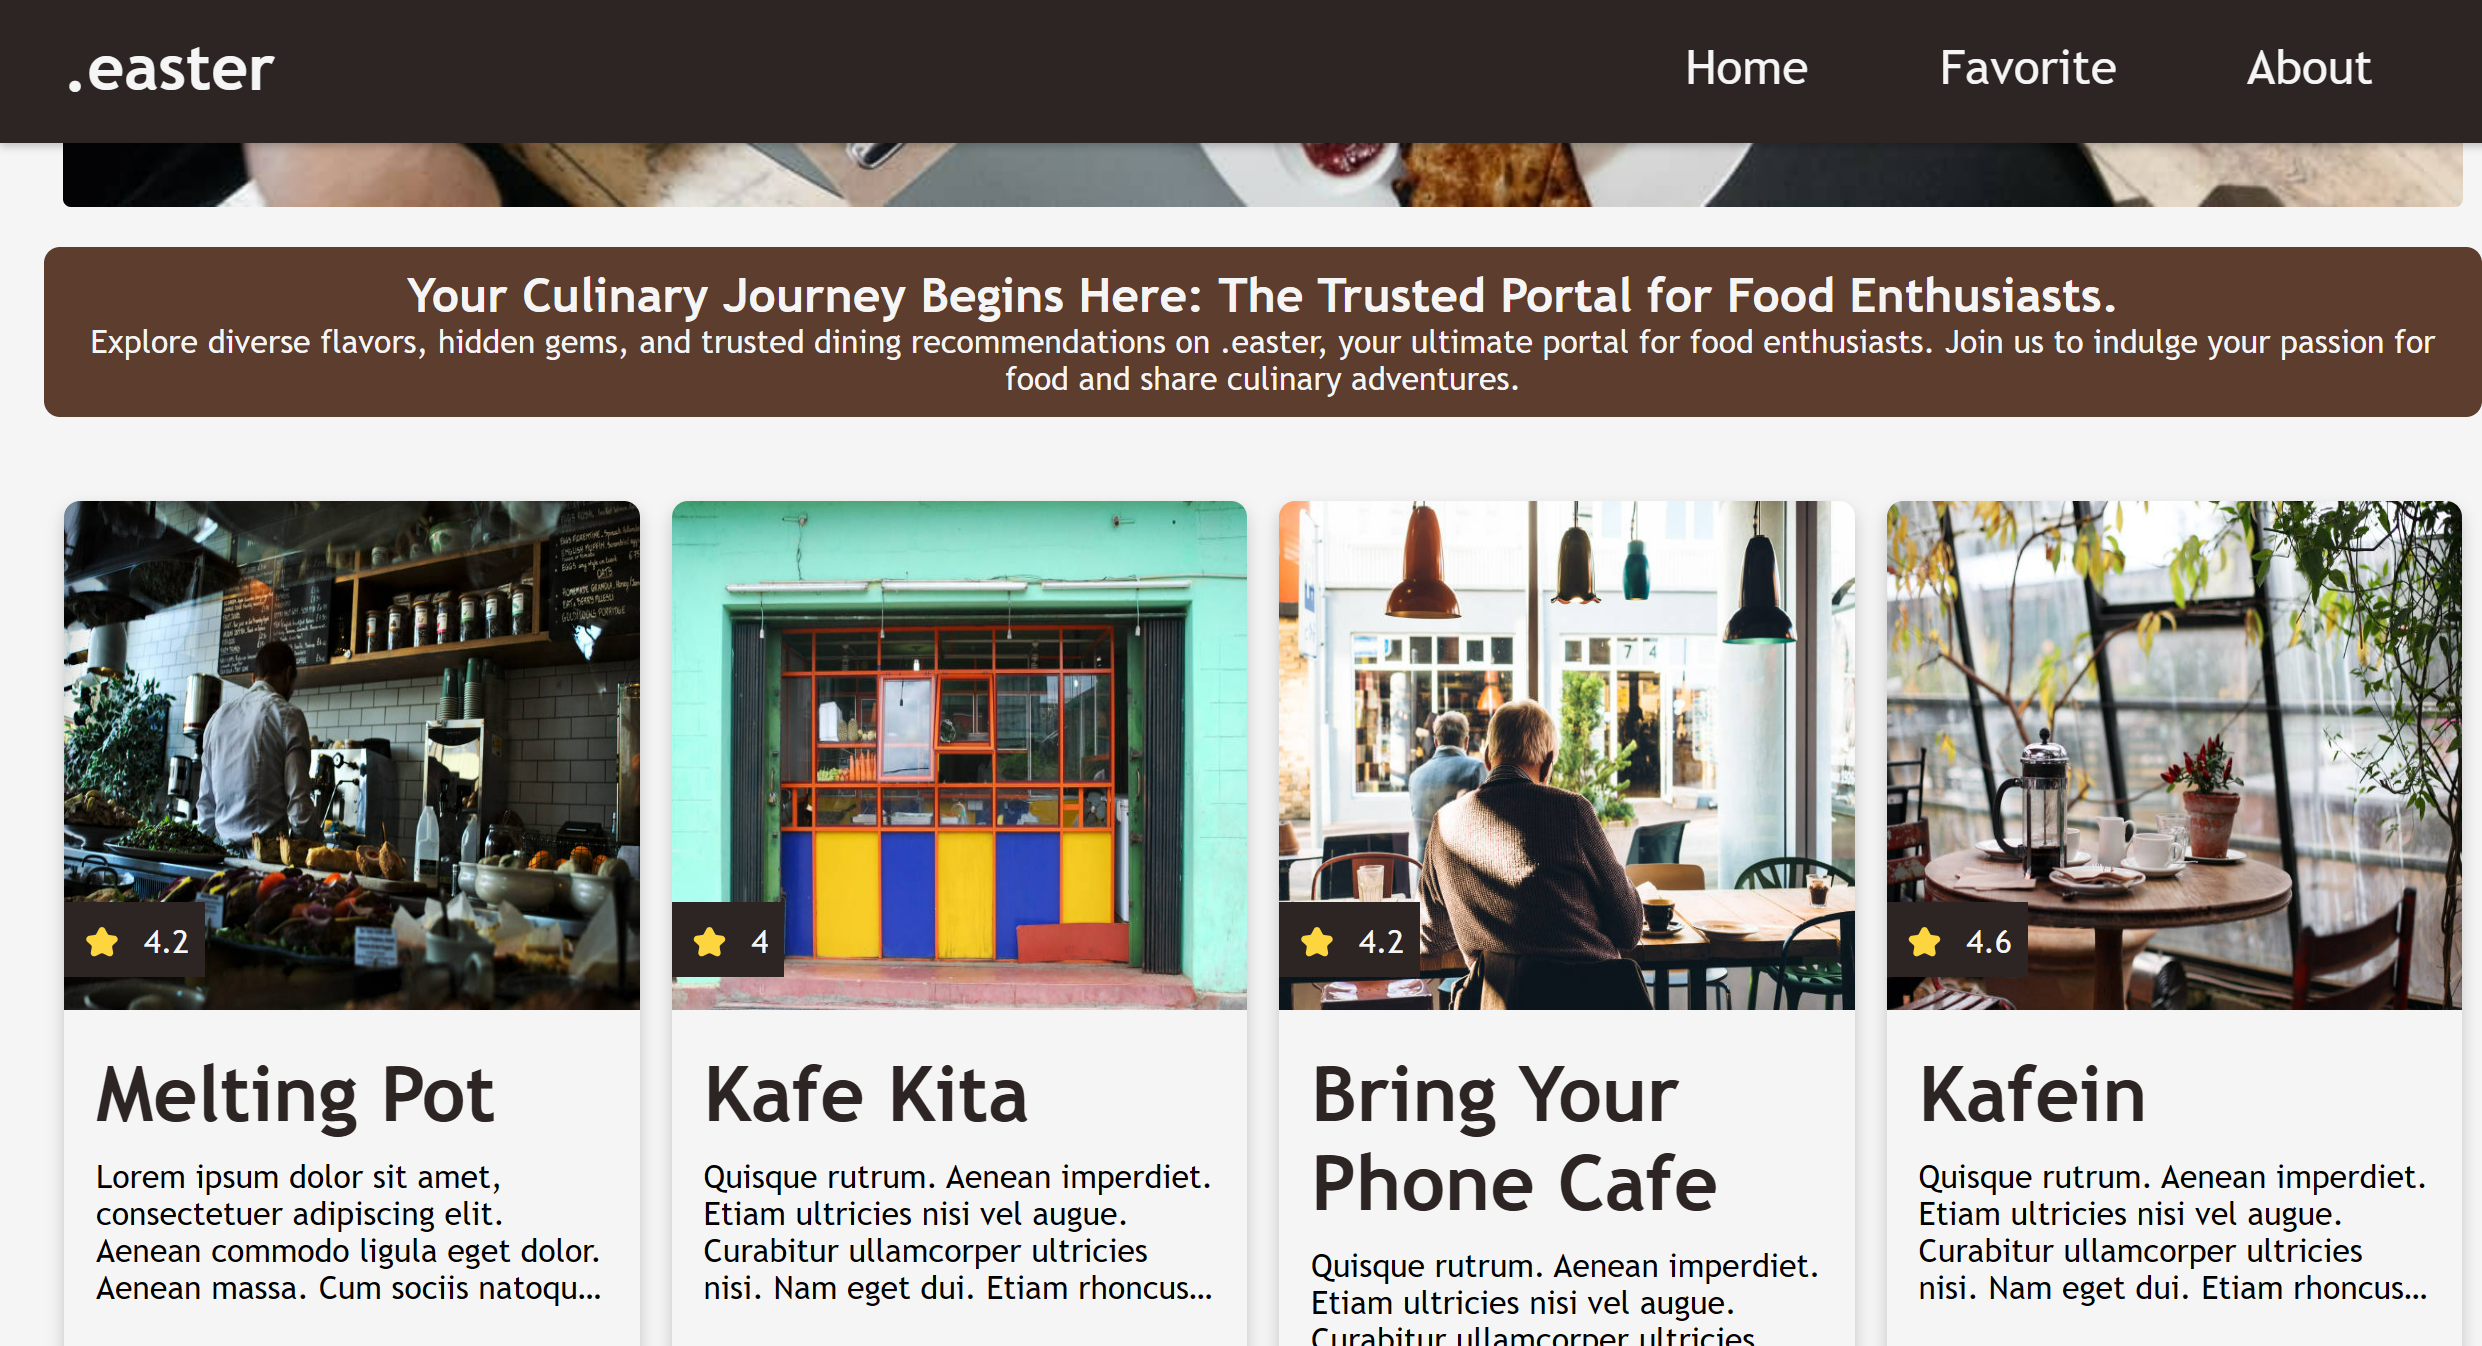 .easter
Home Favorite About
Your Culinary Journey Begins Here: The Trusted Portal for Food Enthusiasts.
Explore diverse flavors, hidden gems, and trusted dining recommendations on .easter, your ultimate portal for food enthusiasts. Join us to indulge your passion for
food and share culinary adventures.
4.2
Melting Pot
Lorem ipsum dolor sit amet,
consectetuer adipiscing elit.
Aenean commodo ligula eget dolor.
Aenean massa. Cum sociis natoqu...
4
Kafe Kita
Quisque rutrum. Aenean imperdiet.
Etiam ultricies nisi vel augue.
Curabitur ullamcorper ultricies
nisi. Nam eget dui. Etiam rhoncus...
7 4
4.2
Bring Your
Phone Cafe
Quisque rutrum. Aenean imperdiet.
Etiam ultricies nisi vel augue.
Curabitur ullamcorper ultricies
4.6
Kafein
Quisque rutrum. Aenean imperdiet.
Etiam ultricies nisi vel augue.
Curabitur ullamcorper ultricies
nisi. Nam eget dui. Etiam rhoncus...